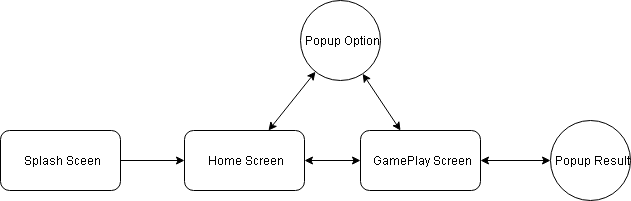 Popup Option
Splash Sceen
Home Screen
GamePlay Screen
Popup Result